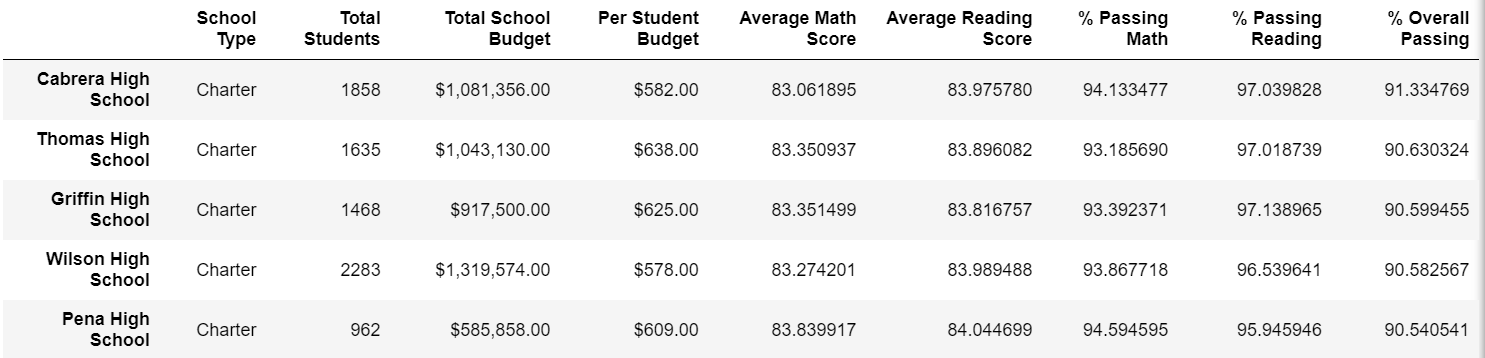 School Type Total Students Total School Budget Per Student Budget Average Math Score Average Reading Score % Passing Math % Passing Reading % Overall Passing
Cabrera High School Charter 1858 $1,081,356.00 $582.00 83.061895 83.975780 94.133477 97.039828 91.334769
Thomas High School Charter 1635 $1,043,130.00 $638.00 83.350937 83.896082 93.185690 97.018739 90.630324
Griffin High School Charter 1468 $917,500.00 $625.00 83.351499 83.816757 93.392371 97.138965 90.599455
Wilson High School Charter 2283 $1,319,574.00 $578.00 83.274201 83.989488 93.867718 96.539641 90.582567
Pena High School Charter 962 $585,858.00 $609.00 83.839917 84.044699 94.594595 95.945946 90.540541